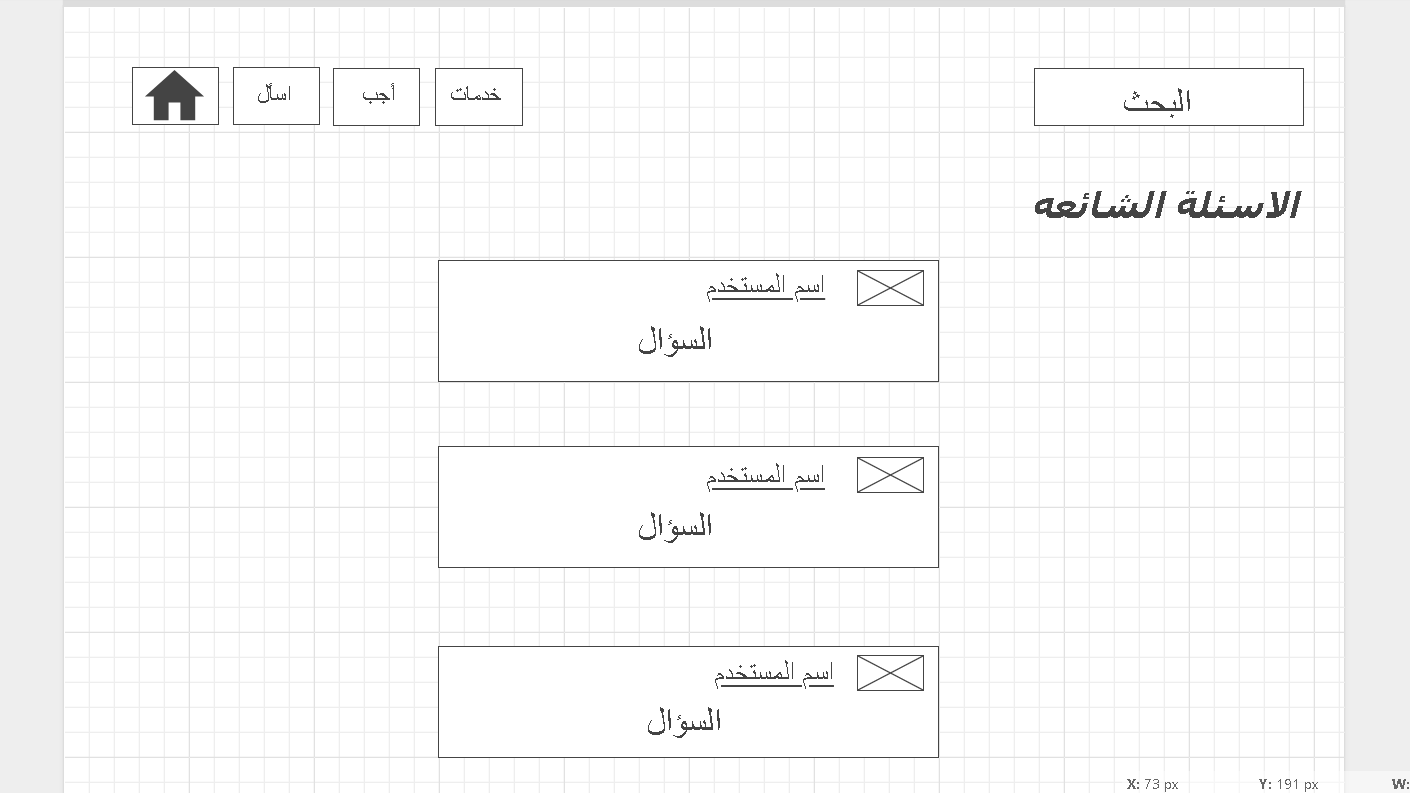 البحث
خدمات
أجب
اسأل
الاسئلة الشائعه
اسم المستخدم
السؤال
اسم المستخدم
السؤال
اسم المستخدم
السؤال
X: 73 px Y: 191 px W: